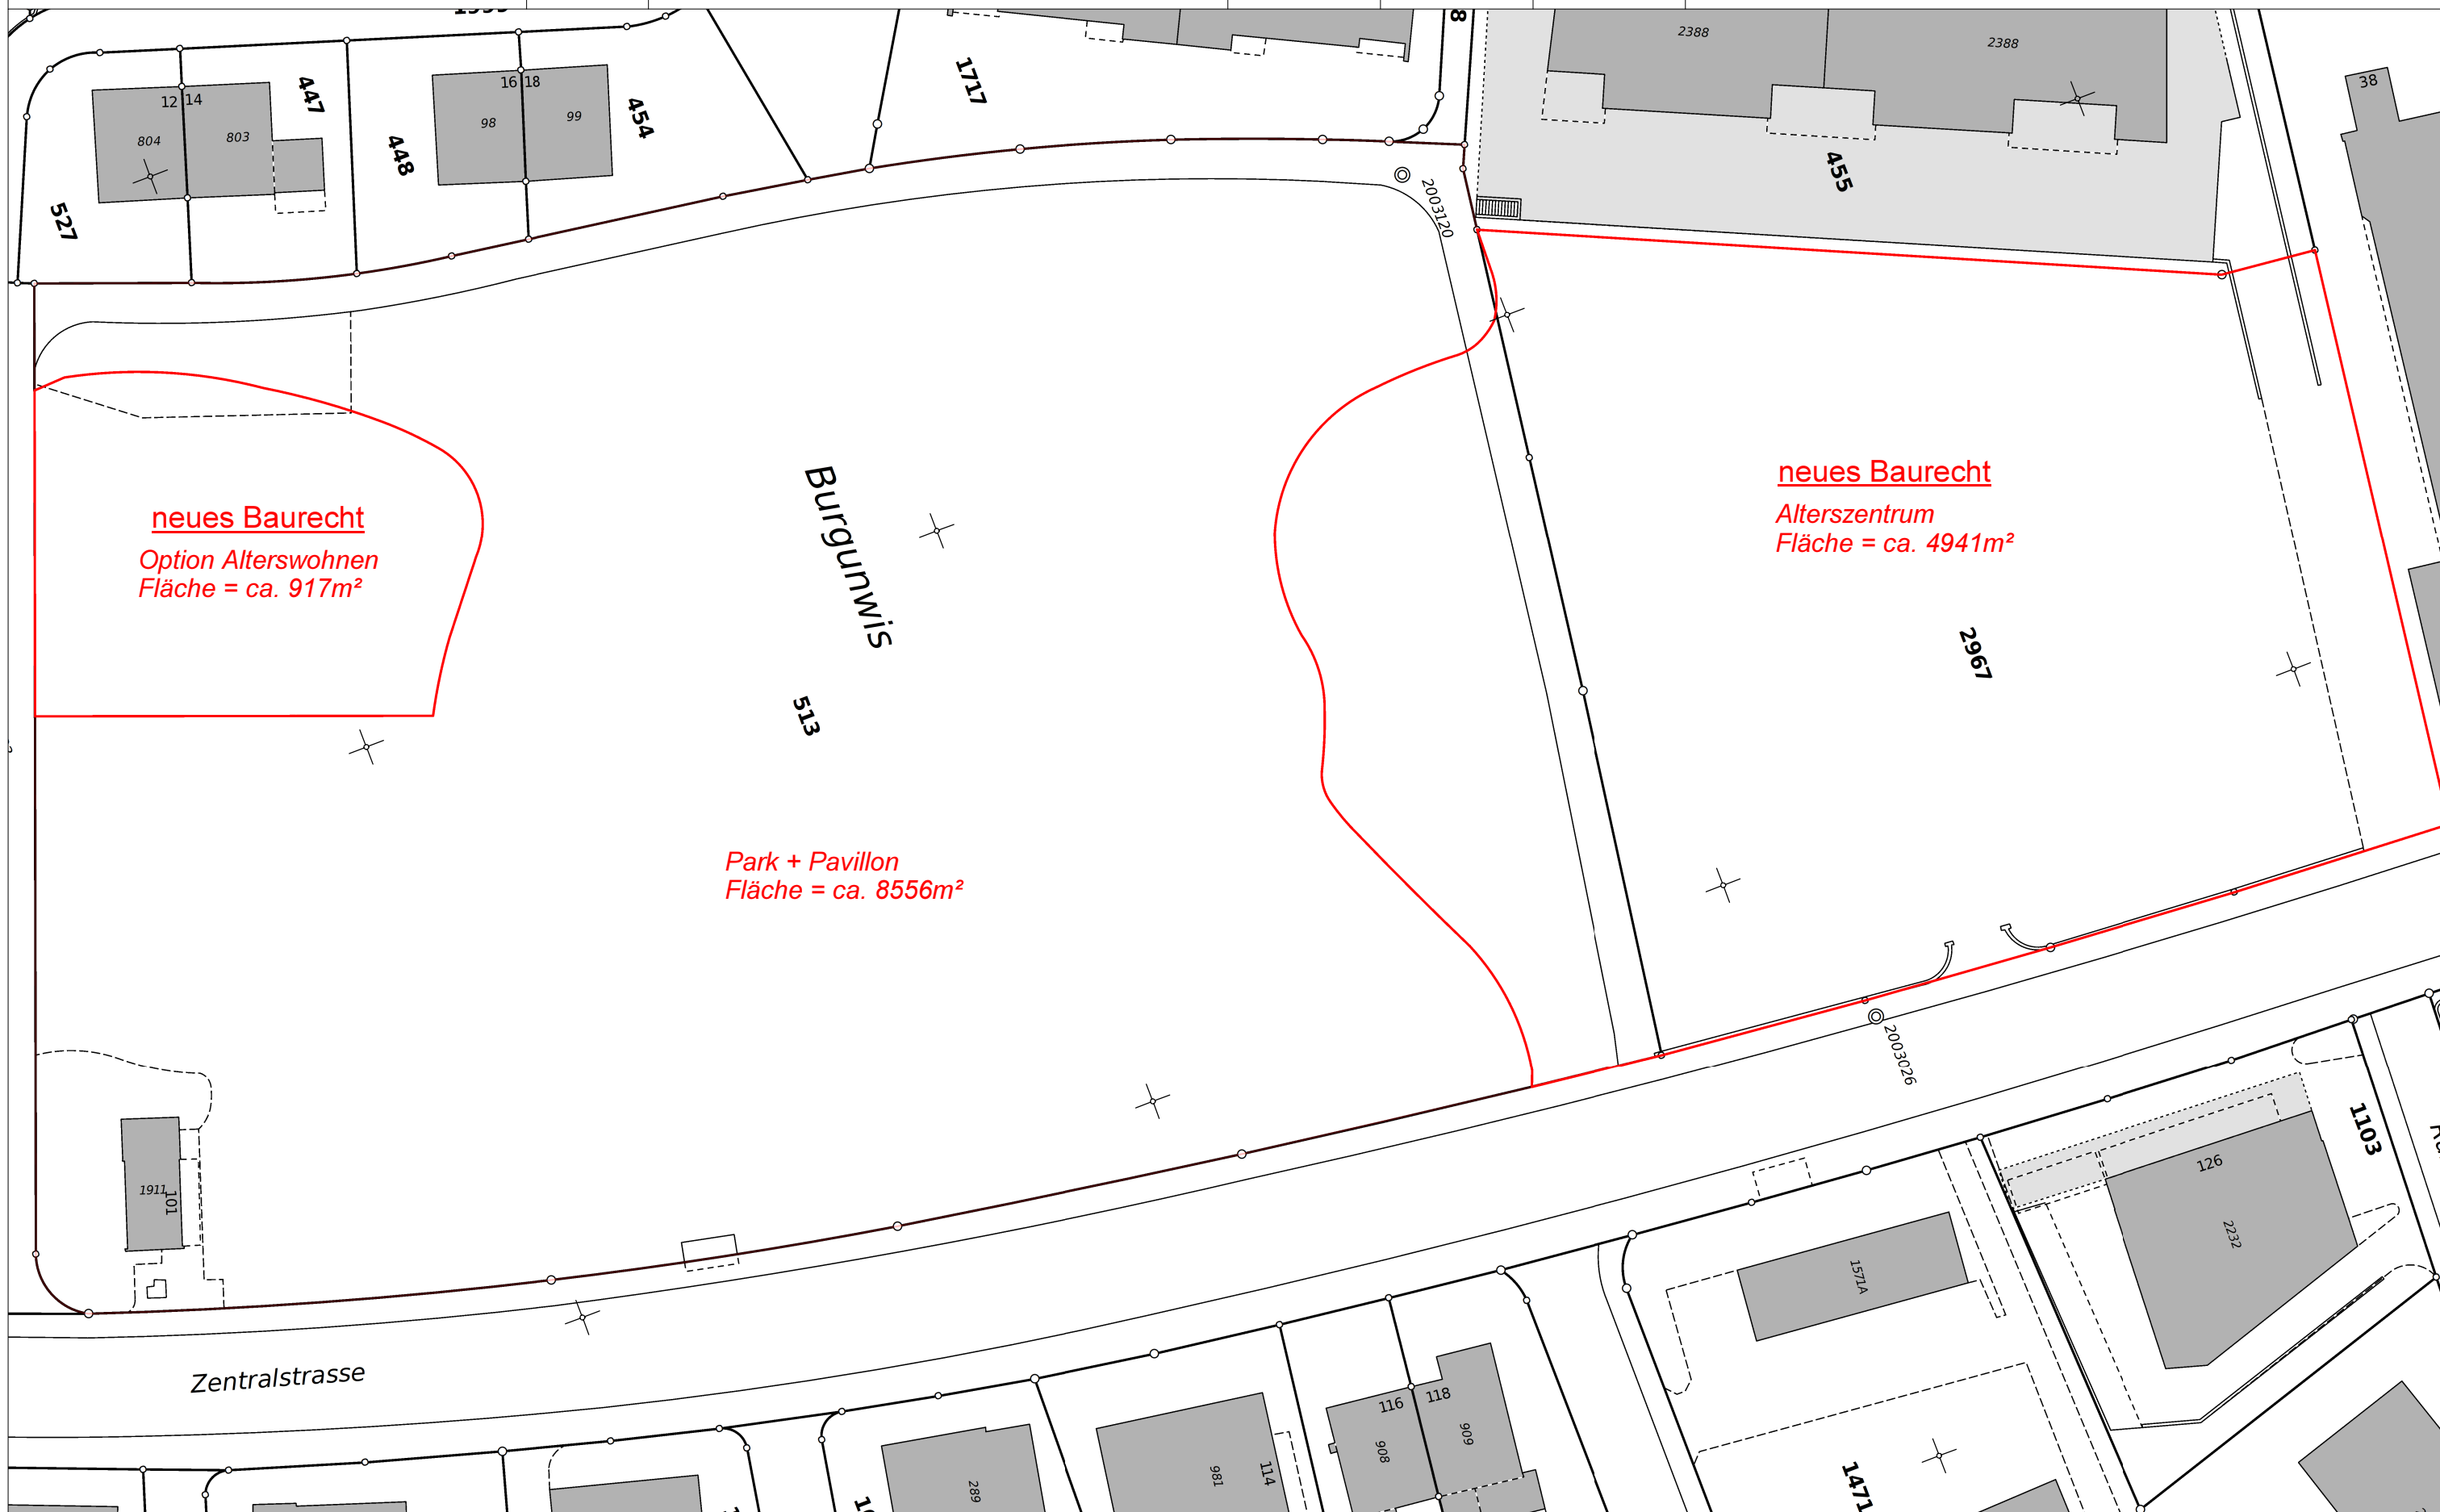 2388
2388
38
1717
16 18
12 14
447
98
99
454
804
803
448
455
527
2003120
neues Baurecht
Alterszentrum
Fläche = ca. 4941m²
neues Baurecht
Option Alterswohnen
Fläche = ca. 917m²
Burgunwis
2967
513
Park + Pavillon
Fläche = ca. 8556m²
2003026
1103
126
1911
101
2232
1571A
Zentralstrasse
116
118
908
909
981
114
289
1471